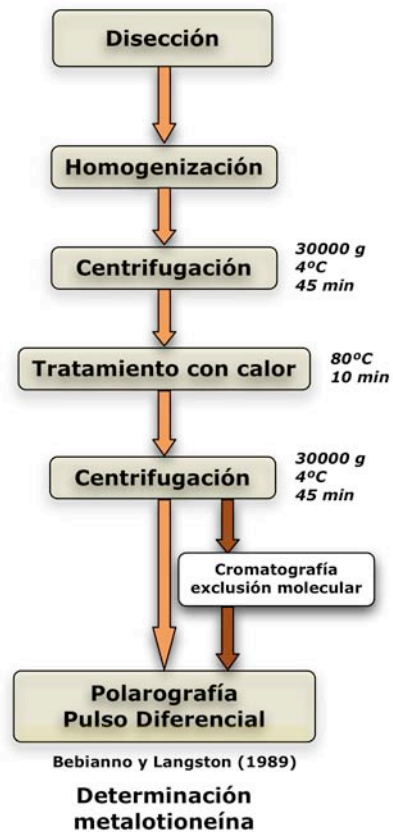 Disección
Homogenización
Centrifugación
30000 g
4ºC
45 min
Tratamiento con calor
80ºC
10 min
Centrifugación
30000 g
4ºC
45 min
Cromatografía
exclusión molecular
Polarografía
Pulso Diferencial
Bebianno y Langston (1989)
Determinación
metalotioneína